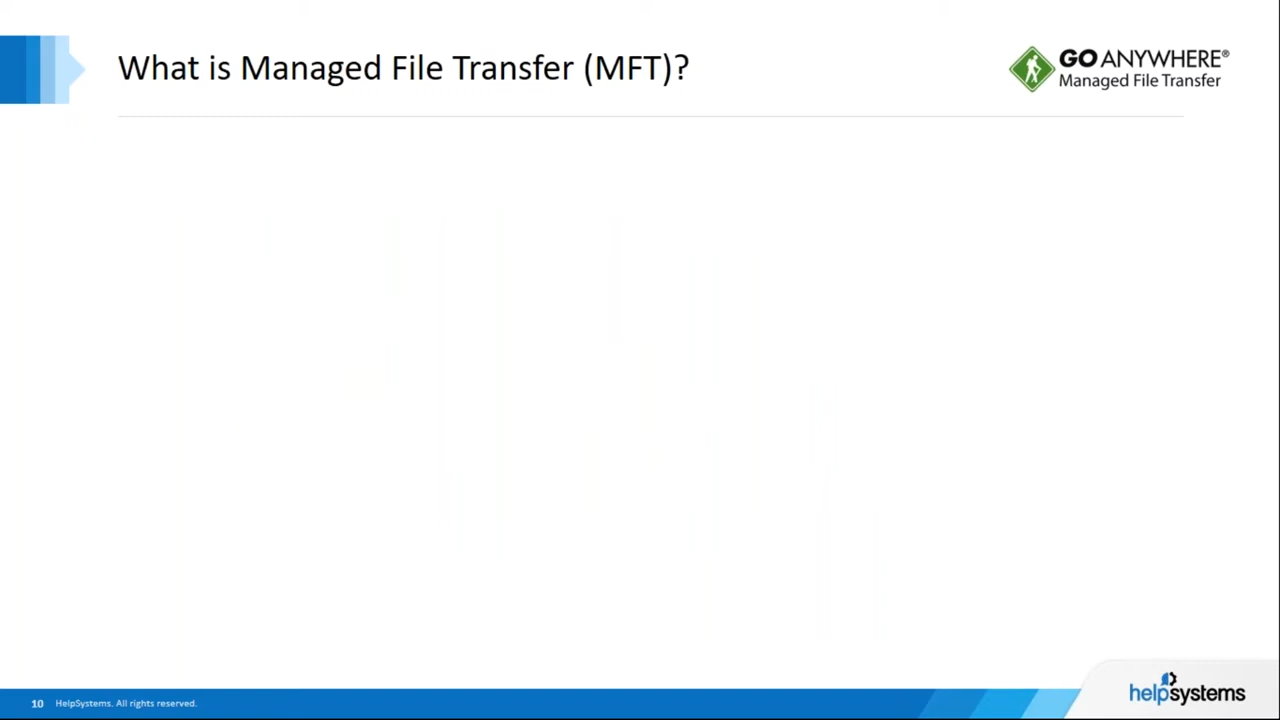 What is Managed File Transfer (MFT)?
GO ANYWHERE®
Managed File Transfer
10 HelpSystems. All rights reserved.
helpsystems